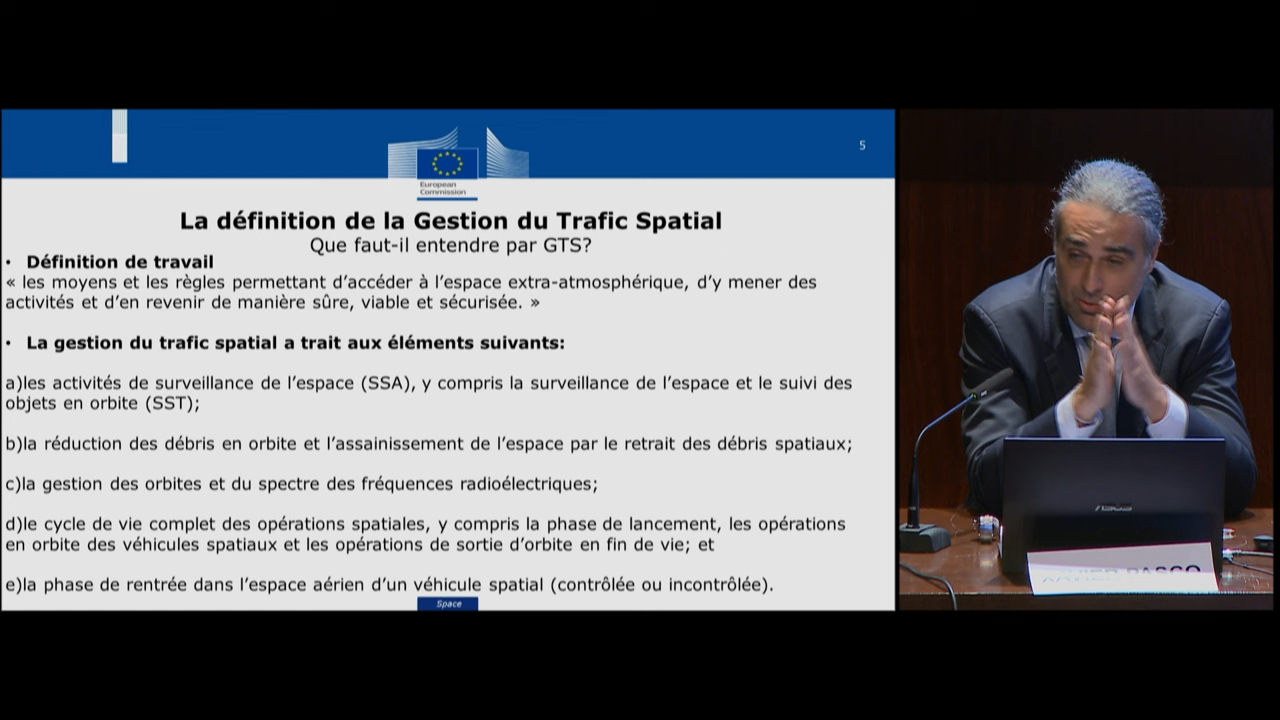 5
European
Commission
La définition de la Gestion du Trafic Spatial
Que faut-il entendre par GTS?
• Définition de travail
« les moyens et les règles permettant d’accéder à l’espace extra-atmosphérique, d’y mener des
activités et d’en revenir de manière sûre, viable et sécurisée. »
• La gestion du trafic spatial a trait aux éléments suivants:
a)les activités de surveillance de l’espace (SSA), y compris la surveillance de l’espace et le suivi des
objets en orbite (SST);
b)la réduction des débris en orbite et l’assainissement de l’espace par le retrait des débris spatiaux;
c)la gestion des orbites et du spectre des fréquences radioélectriques;
d)le cycle de vie complet des opérations spatiales, y compris la phase de lancement, les opérations
en orbite des véhicules spatiaux et les opérations de sortie d’orbite en fin de vie; et
e)la phase de rentrée dans l’espace aérien d’un véhicule spatial (contrôlée ou incontrôlée).
Space
ASUS